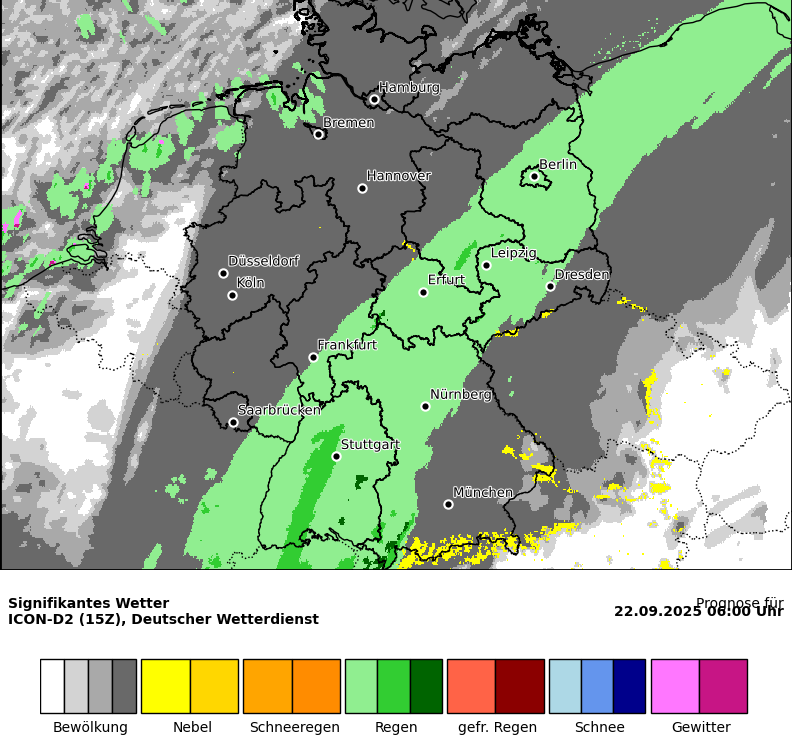 Hamburg
Bremen
Berlin
Hannover
Leipzig
Düsseldorf
Dresden
Köln
Erfurt
Frankfurt
Nürnberg
Saarbrücken
Stuttgart
München
Signifikantes Wetter
ICON-D2 (15Z), Deutscher Wetterdienst
Prognose für
22.09.2025 06:00 Uhr
Bewölkung Nebel Schneeregen Regen gefr. Regen Schnee Gewitter